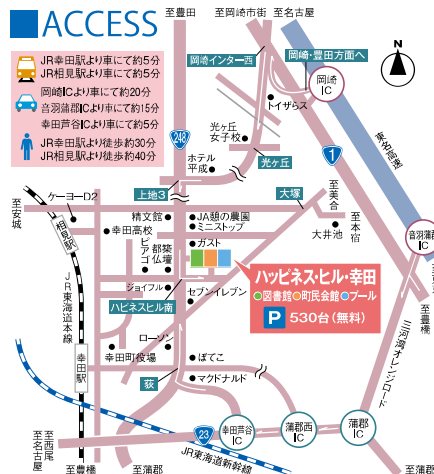 ACCESS
JR幸田駅より車にて約5分
JR相見駅より車にて約5分
岡崎ICより車にて約20分
音羽蒲郡ICより車にて約15分
幸田芦谷ICより車にて約5分
JR幸田駅より徒歩約30分
JR相見駅より徒歩約40分
至豊田
至岡崎市街
至名古屋
N
岡崎インター西
岡崎・豊田方面へ
岡崎
IC
トイザらス
東名高速
光ヶ丘
女子校
248
1
ホテル
平成
光ヶ丘
ケーヨーD2
上地3
大塚
至美合
至安城
相見駅
精文館
JA憩の農園
ミニストップ
至本宿
幸田高校
大井池
音羽蒲郡
IC
ピアゴ
都築仏壇
ガスト
ハッピネス・ヒル・幸田
図書館
町民会館
プール
P 530台(無料)
ジョイフル
ハピネスヒル南
セブンイレブン
至豊橋
JR東海道本線
三河湾オレンジロード
ローソン
幸田駅
幸田町役場
ぽてこ
荻
マクドナルド
23
幸田芦谷
IC
蒲郡西
IC
蒲郡
IC
至西尾
至名古屋
JR東海道新幹線
至豊橋
至蒲郡
至蒲郡